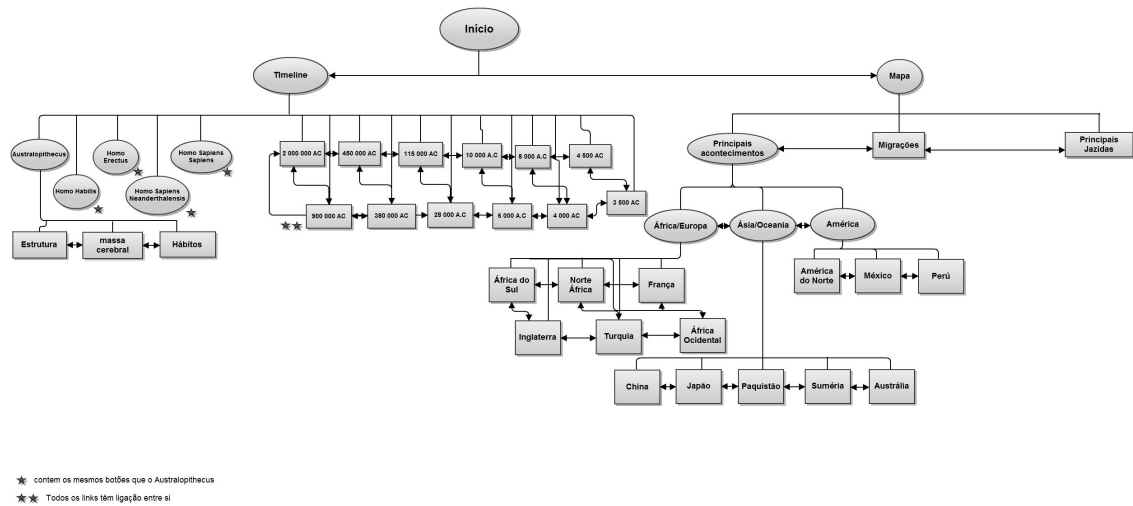 Início
Timeline
Mapa
Australopithecus
Homo Habilis
Homo
Erectus
Homo Sapiens
Neanderthalensis
Homo Sapiens
Sapiens
Estrutura
massa
cerebral
Hábitos
2 000 000 AC
450 000 AC
115 000 AC
10 000 A.C
8 000 A.C
4 500 AC
900 000 AC
380 000 AC
28 000 A.C
6 000 A.C
4 000 AC
3 500 AC
Principais
acontecimentos
Migrações
Principais
Jazidas
África/Europa
Ásia/Oceania
América
África do
Sul
Norte
África
França
Inglaterra
Turquia
África
Ocidental
América
do Norte
México
Perú
China
Japão
Paquistão
Suméria
Austrália
contem os mesmos botões que o Australopithecus
Todos os links têm ligação entre si